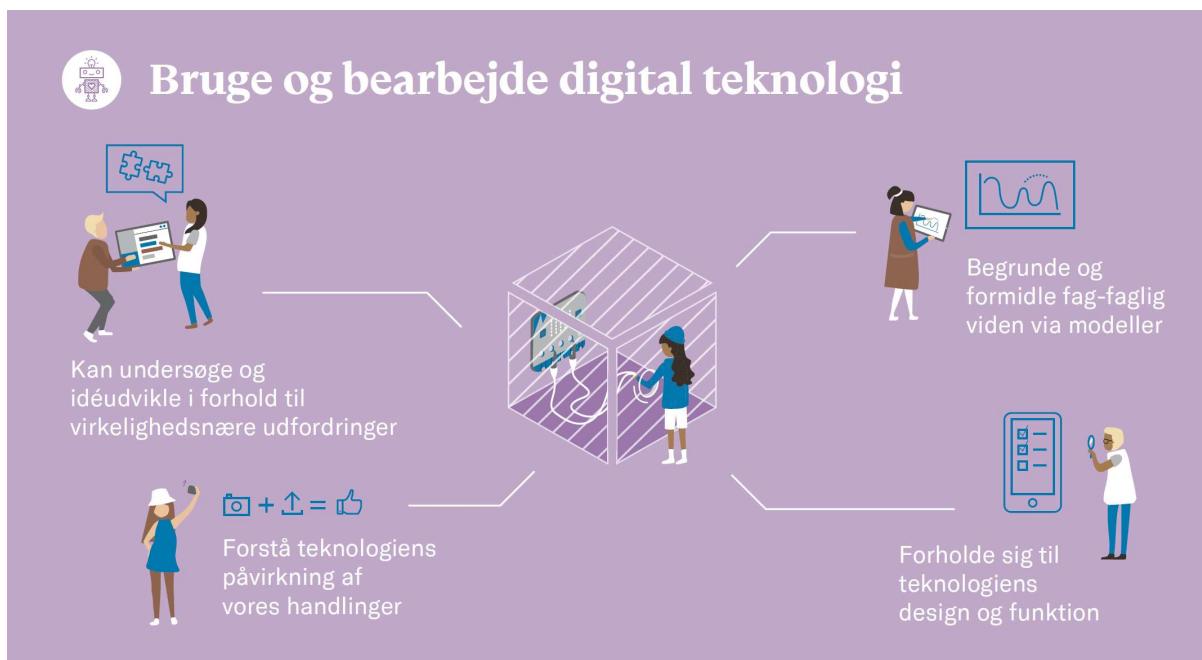 Bruge og bearbejde digital teknologi
Kan undersøge og
idéudvikle i forhold til
virkelighedsnære udfordringer
Begrunde og
formidle fag-faglig
viden via modeller
Forstå teknologiens
påvirkning af
vores handlinger
Forholde sig til
teknologiens
design og funktion